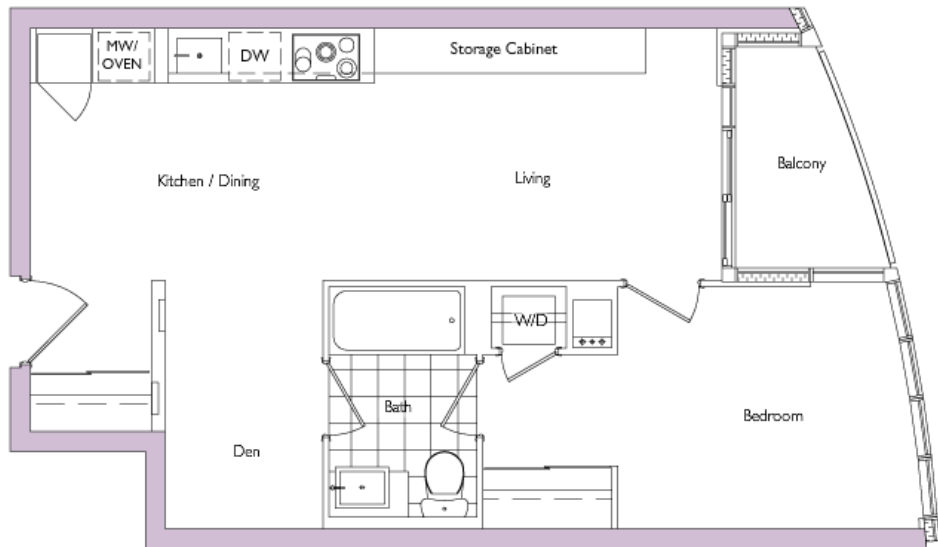 MW/
OVEN
DW
Storage Cabinet
Balcony
Kitchen / Dining
Living
W/D
Bath
Bedroom
Den